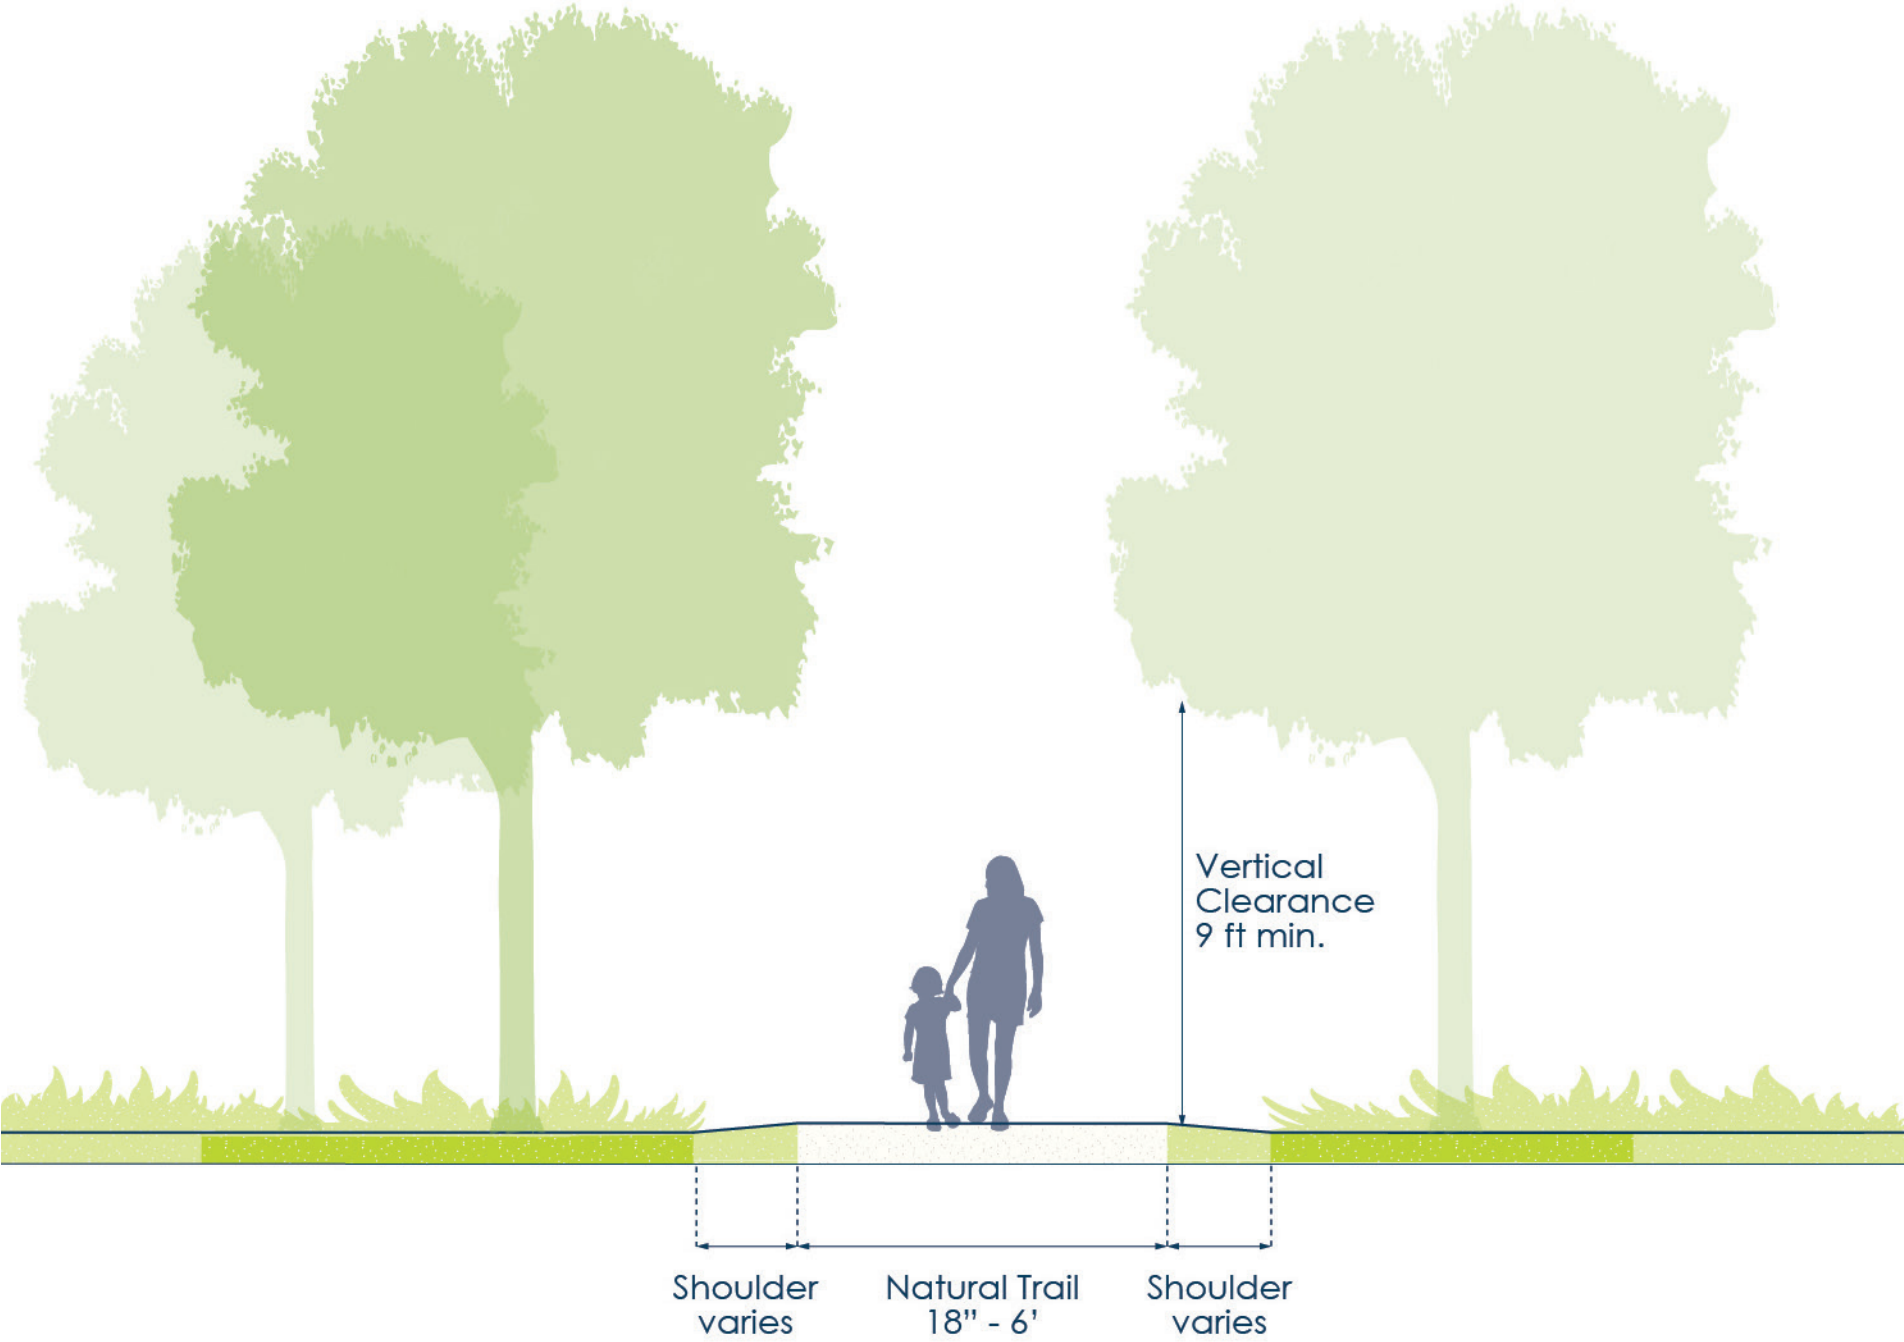 Vertical
Clearance
9 ft min.
Shoulder
varies
Natural Trail
18” - 6’
Shoulder
varies